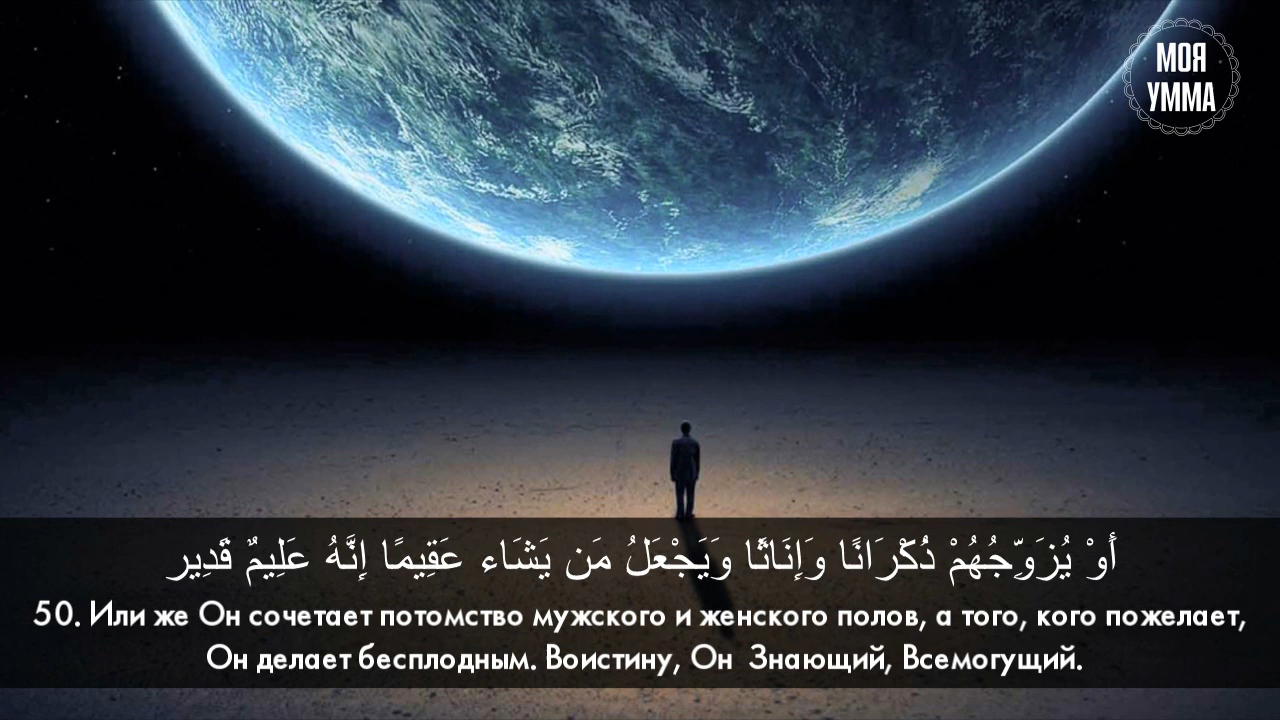 МОЯ
УММА
أَوْ يُزَوِّجُهُمْ ذُكْرَانًا وَإِنَاثًا وَيَجْعَلُ مَن يَشَاء عَقِيمًا إِنَّهُ عَلِيمٌ قَدِير
50. Или же Он сочетает потомство мужского и женского полов, а того, кого пожелает,
Он делает бесплодным. Воистину, Он Знающий, Всемогущий.